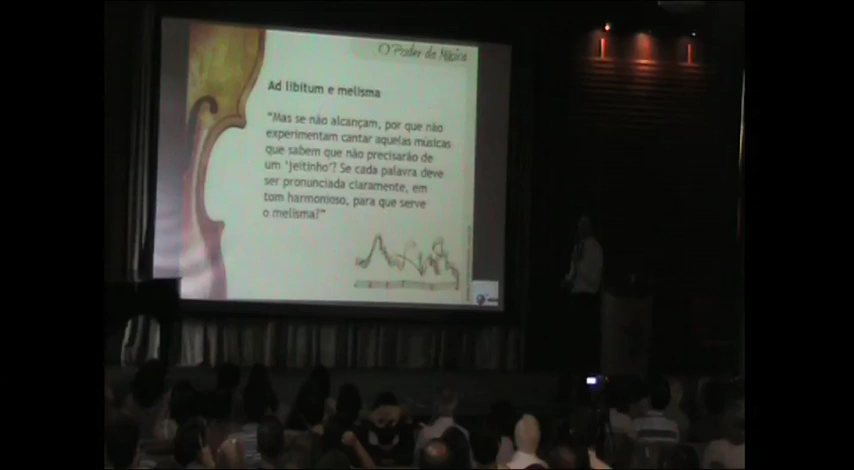 O Poder da Música
Ad libitum e melisma
"Mas se não alcançam, por que não
experimentam cantar aquelas músicas
que sabem que não precisarão de
um 'jeitinho'? Se cada palavra deve
ser pronunciada claramente, em
tom harmonioso, para que serve
o melisma?"